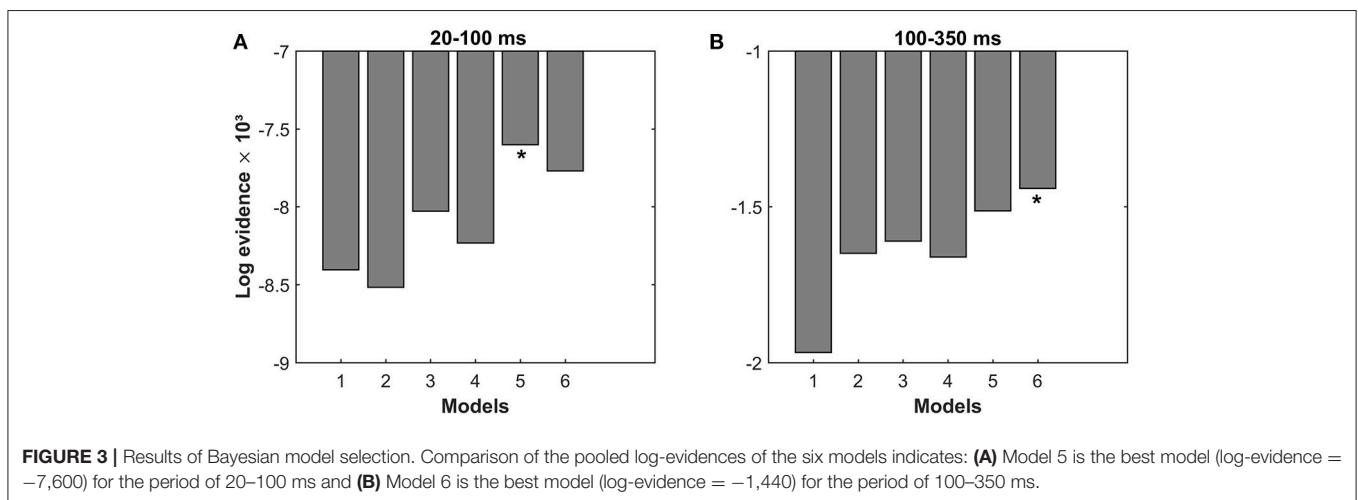 A
20-100 ms
-7
-7.5
-8
-8.5
-9
Log evidence × 10³
1 2 3 4 5 6
*
Models
B
100-350 ms
-1
-1.5
-2
1 2 3 4 5 6
*
Models
FIGURE 3 | Results of Bayesian model selection. Comparison of the pooled log-evidences of the six models indicates: (A) Model 5 is the best model (log-evidence =
−7,600) for the period of 20–100 ms and (B) Model 6 is the best model (log-evidence = −1,440) for the period of 100–350 ms.